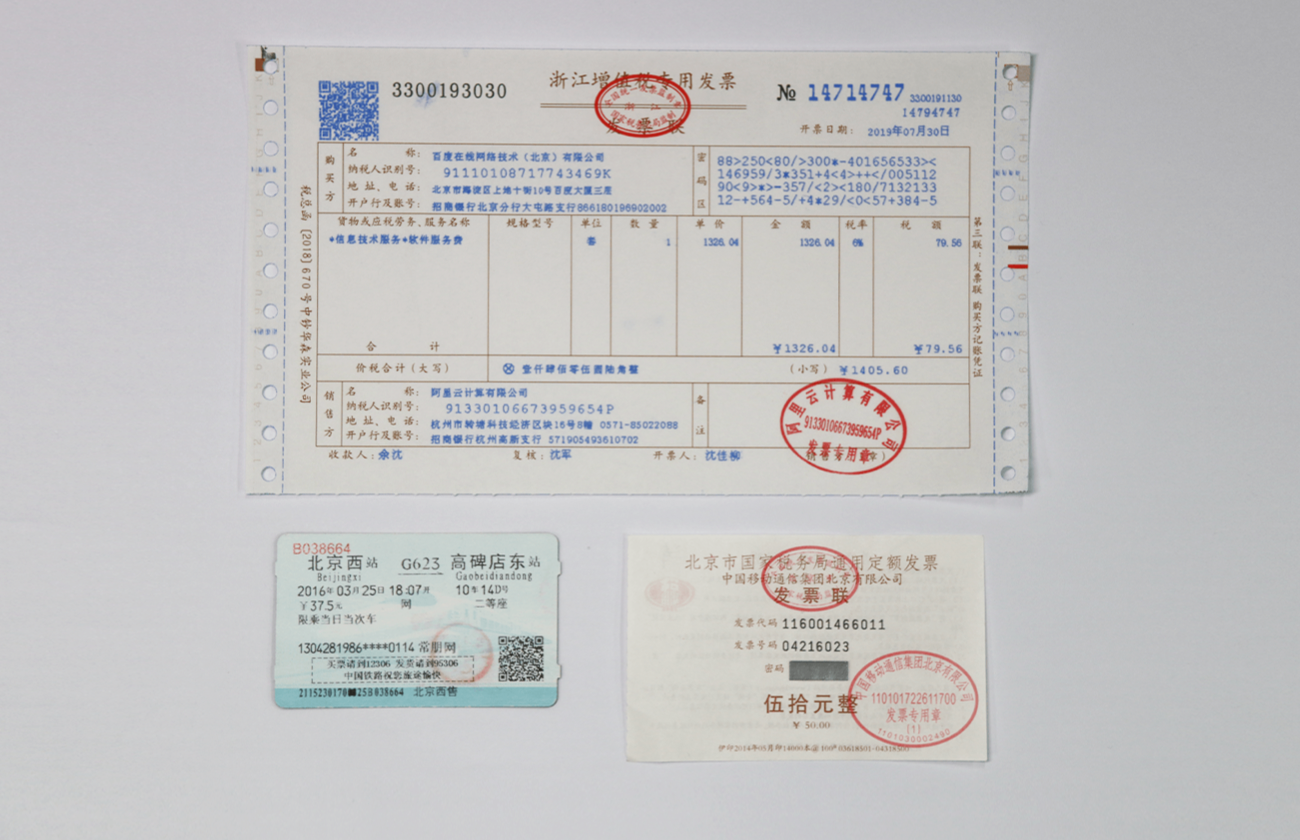 3300193030
浙江增值税专用发票
发票联
№ 14714747
3300191130
14794747
开票日期: 2019年07月30日
购买方
名 称: 百度在线网络技术（北京）有限公司
纳税人识别号: 91110108717743469K
地 址、电 话: 北京市海淀区上地十街10号百度大厦三层
开户行及账号: 招商银行北京分行大屯路支行866180196902002
密码区
88>250<80/>300*-401656533><
146959/3*351+4<4>++</005112
90<9>*>-357/<2><180/7132133
12-+564-5/+4*29/<0<57+384-5
货物或应税劳务、服务名称 规格型号 单位 数 量 单 价 金 额 税率 税 额
*信息技术服务*软件服务费 套 1 1326.04 1326.04 6% 79.56
合 计 ￥1326.04 ￥79.56
价税合计（大写） ⊗ 壹仟肆佰零伍圆陆角整 （小写） ￥1405.60
销售方
名 称: 阿里云计算有限公司
纳税人识别号: 91330106673959654P
地 址、电 话: 杭州市转塘科技经济区块16号8幢 0571-85022088
开户行及账号: 招商银行杭州高新支行 571905493610702
备注
收款人: 余沈 复核: 沈军 开票人: 沈佳柳
阿里云计算有限公司
91330106673959654P
发票专用章
税总函［2018］670号中钞华森实业公司
第三联：发票联 购买方记账凭证
B038664
北京西站 G623 高碑店东站
Beijingxi Gaobeidiandong
2016年03月25日18:07开 10车14D号
￥37.5元 网 二等座
限乘当日当次车
1304281986****0114 常朋网
买票请到12306 发货请到95306
中国铁路祝您旅途愉快
北京西售
北京市国家税务局通用定额发票
中国移动通信集团北京有限公司
发票联
发票代码 116001466011
发票号码 04216023
密码
伍拾元整
￥ 50.00
中国移动通信集团北京有限公司
110101722611700
发票专用章
(1)
1101030002490